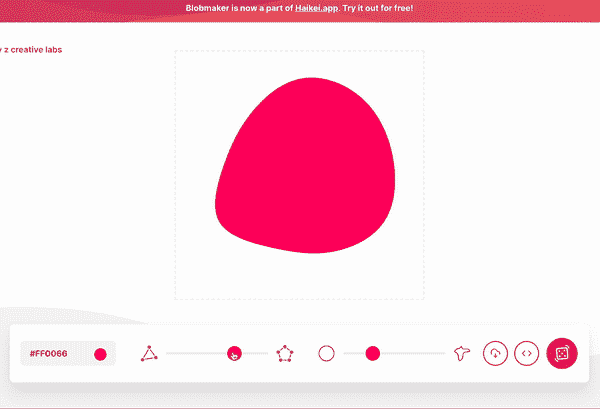 Blobmaker is now a part of Haikei.app. Try it out for free!
y z creative labs
#FF0066